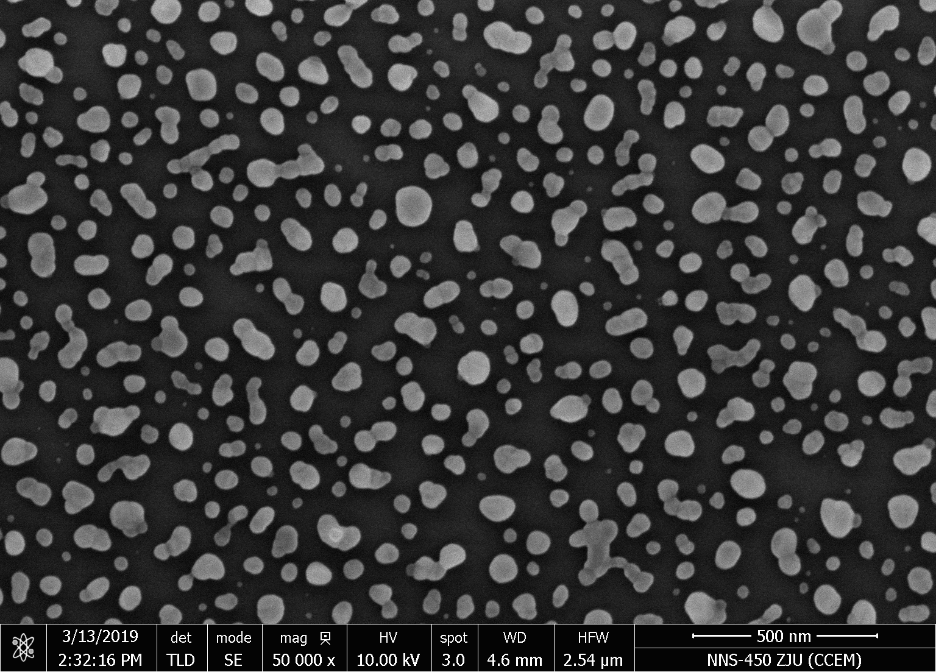 3/13/2019 det mode mag HV spot WD HFW 500 nm
2:32:16 PM TLD SE 50 000 x 10.00 kV 3.0 4.6 mm 2.54 µm NNS-450 ZJU (CCEM)